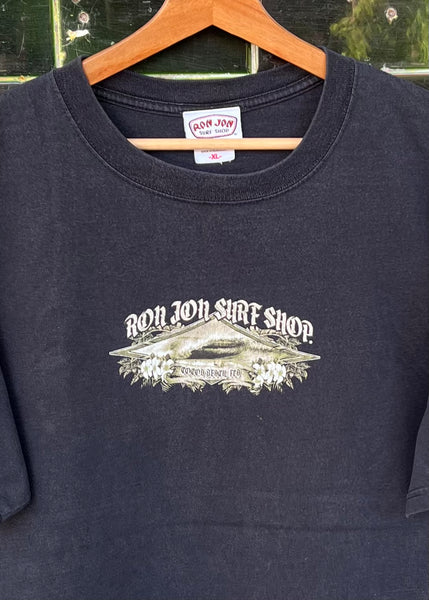 RON JON
SURF SHOP
-XL-
RON JON SURF SHOP.
COCOA BEACH, FLA